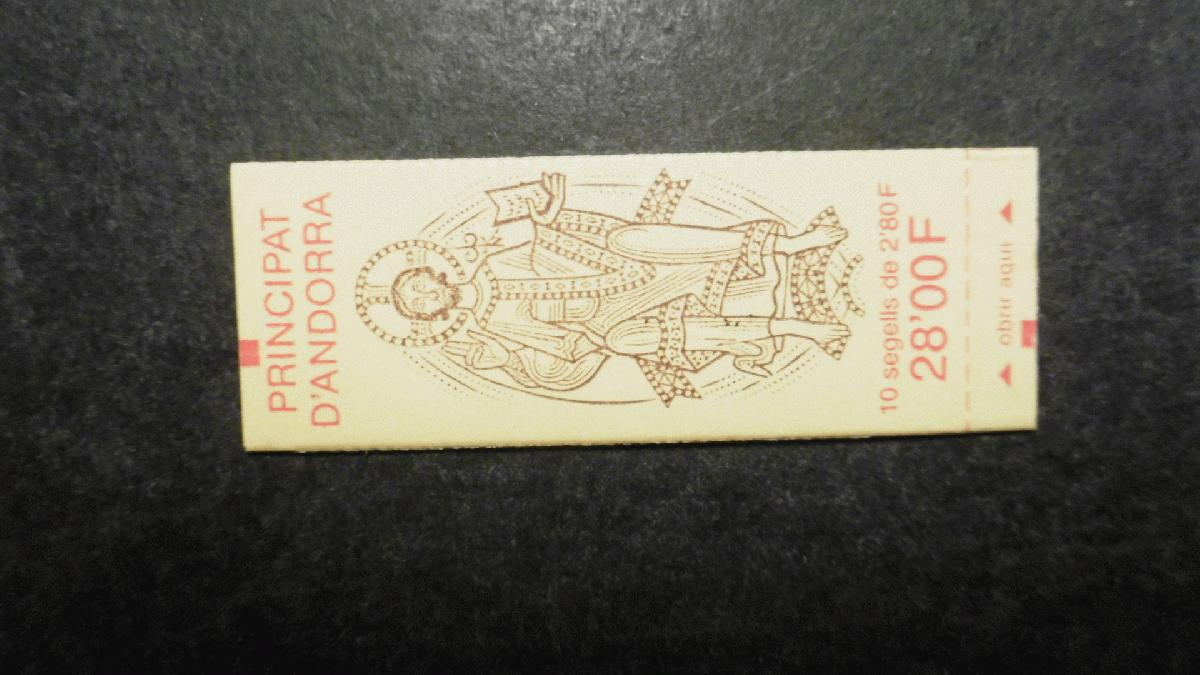 PRINCIPAT
D'ANDORRA
10 segells de 2'80F
28'00F
obrir aquí